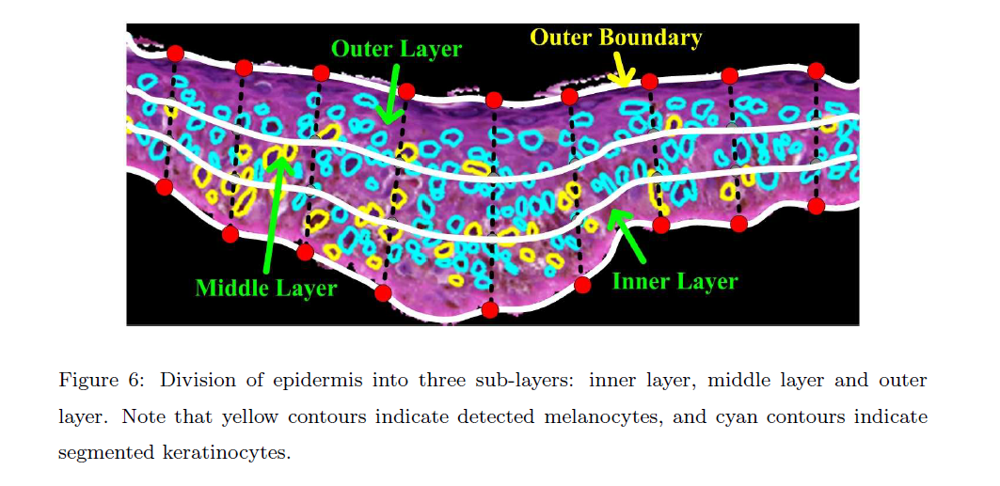 Outer Boundary
Outer Layer
Middle Layer
Inner Layer
Figure 6: Division of epidermis into three sub-layers: inner layer, middle layer and outer
layer. Note that yellow contours indicate detected melanocytes, and cyan contours indicate
segmented keratinocytes.